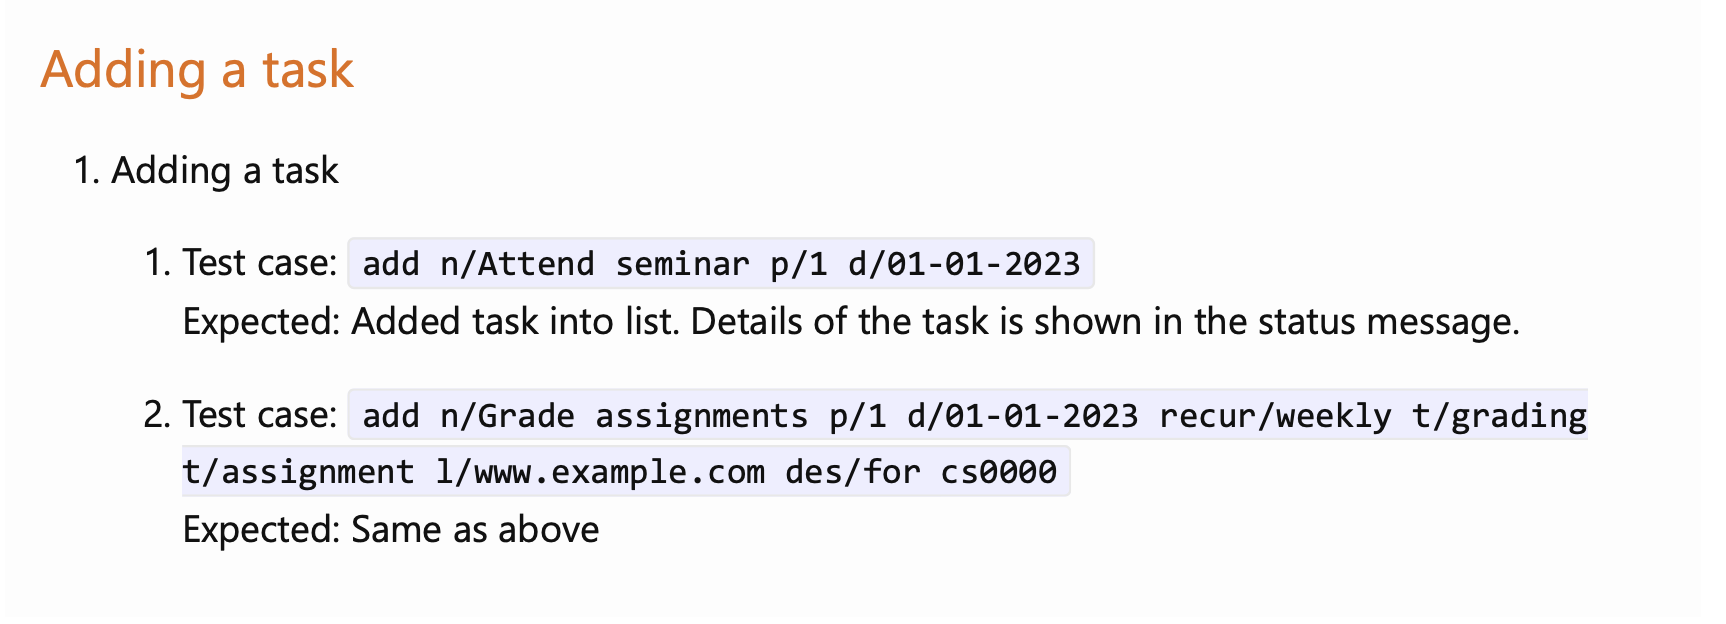 Adding a task
1. Adding a task
1. Test case: add n/Attend seminar p/1 d/01-01-2023
Expected: Added task into list. Details of the task is shown in the status message.
2. Test case: add n/Grade assignments p/1 d/01-01-2023 recur/weekly t/grading
t/assignment l/www.example.com des/for cs0000
Expected: Same as above